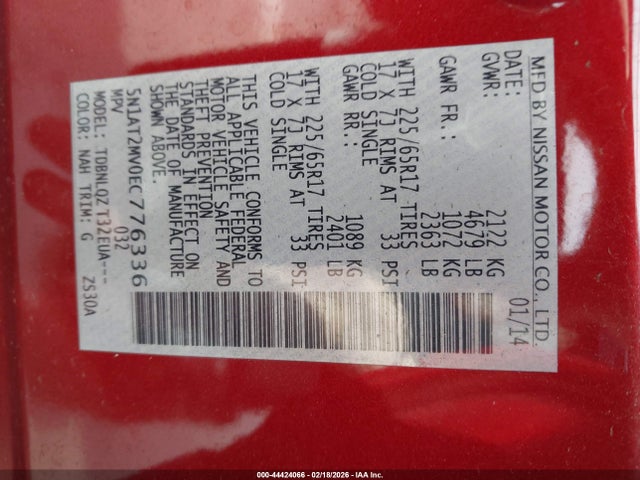 MFD BY NISSAN MOTOR CO., LTD.
DATE: 01/14
GVWR: 2122 KG
4679 LB
GAWR FR.: 1072 KG
2363 LB
WITH 225/65R17 TIRES
17 X 7J RIMS AT 33 PSI
COLD SINGLE
GAWR RR.: 1089 KG
2401 LB
WITH 225/65R17 TIRES
17 X 7J RIMS AT 33 PSI
COLD SINGLE
THIS VEHICLE CONFORMS TO
ALL APPLICABLE FEDERAL
MOTOR VEHICLE SAFETY AND
THEFT PREVENTION
STANDARDS IN EFFECT ON
THE DATE OF MANUFACTURE
SHOWN ABOVE.
5N1AT2MV0EC776336
MPV 032
MODEL: TDBNLQZ T32EUA---
COLOR: NAH TRIM: G ZS30A
000-44424066 - 02/18/2026 - IAA Inc.